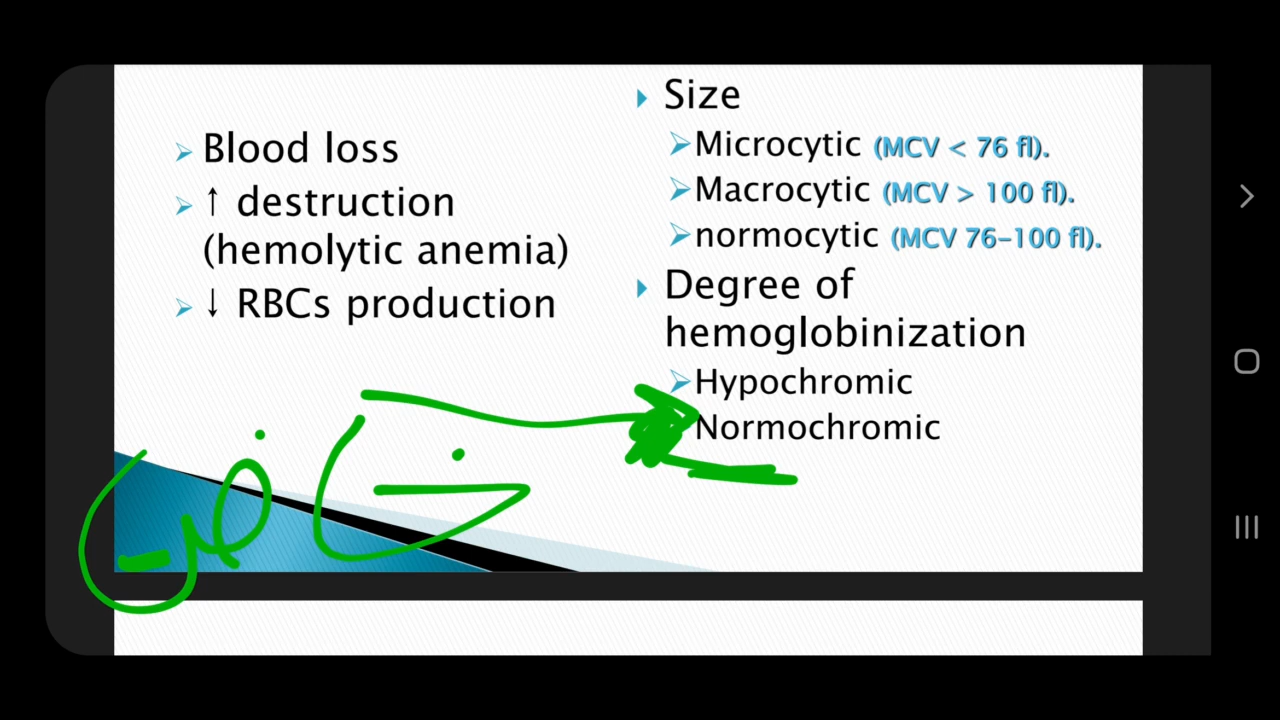 Blood loss
↑ destruction
(hemolytic anemia)
↓ RBCs production
Size
Microcytic (MCV < 76 fl).
Macrocytic (MCV > 100 fl).
normocytic (MCV 76–100 fl).
Degree of
hemoglobinization
Hypochromic
Normochromic